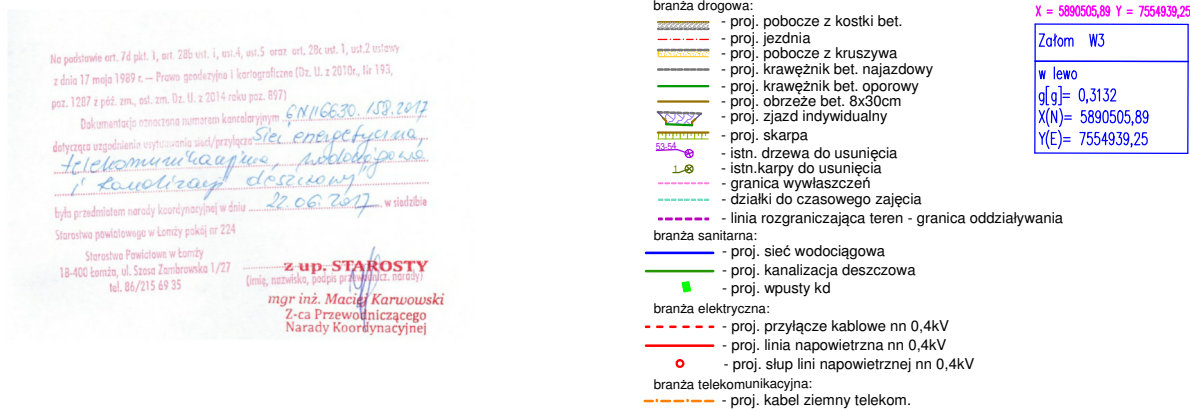 Na podstawie art. 7d pkt. 1, art. 28b ust. i, ust.4, ust.5 oraz art. 28c ust. 1, ust.2 ustawy
z dnia 17 maja 1989 r. — Prawo geodezyjne i kartograficzne (Dz. U. z 2010r., Nr 193,
poz. 1287 z póź. zm., ost. zm. Dz. U. z 2014 roku poz. 897)
Dokumentacja oznaczona numerem kancelaryjnym GNII6630.158.2017
dotycząca uzgodnienia usytuowania sieci/przyłącza Sieci energetyczna,
telekomunikacyjna, wodociągowa
i kanalizacji deszczowej
była przedmiotem narady koordynacyjnej w dniu 22.06.2017 w siedzibie
Starostwa powiatowego w Łomży pokój nr 224
Starostwo Powiatowe w Łomży
18-400 Łomża, ul. Szosa Zambrowska 1/27
tel. 86/215 69 35
z up. STAROSTY
(imię, nazwisko, podpis przewodnicz. narady)
mgr inż. Maciej Karwowski
Z-ca Przewodniczącego
Narady Koordynacyjnej
branża drogowa:
- proj. pobocze z kostki bet.
- proj. jezdnia
- proj. pobocze z kruszywa
- proj. krawężnik bet. najazdowy
- proj. krawężnik bet. oporowy
- proj. obrzeże bet. 8x30cm
- proj. zjazd indywidualny
- proj. skarpa
53-54 - istn. drzewa do usunięcia
1 - istn.karpy do usunięcia
- granica wywłaszczeń
- działki do czasowego zajęcia
- linia rozgraniczająca teren - granica oddziaływania
branża sanitarna:
- proj. sieć wodociągowa
- proj. kanalizacja deszczowa
- proj. wpusty kd
branża elektryczna:
- proj. przyłącze kablowe nn 0,4kV
- proj. linia napowietrzna nn 0,4kV
- proj. słup lini napowietrznej nn 0,4kV
branża telekomunikacyjna:
- proj. kabel ziemny telekom.
X = 5890505,89 Y = 7554939,25
Załom W3
w lewo
g[g]= 0,3132
X(N)= 5890505,89
Y(E)= 7554939,25